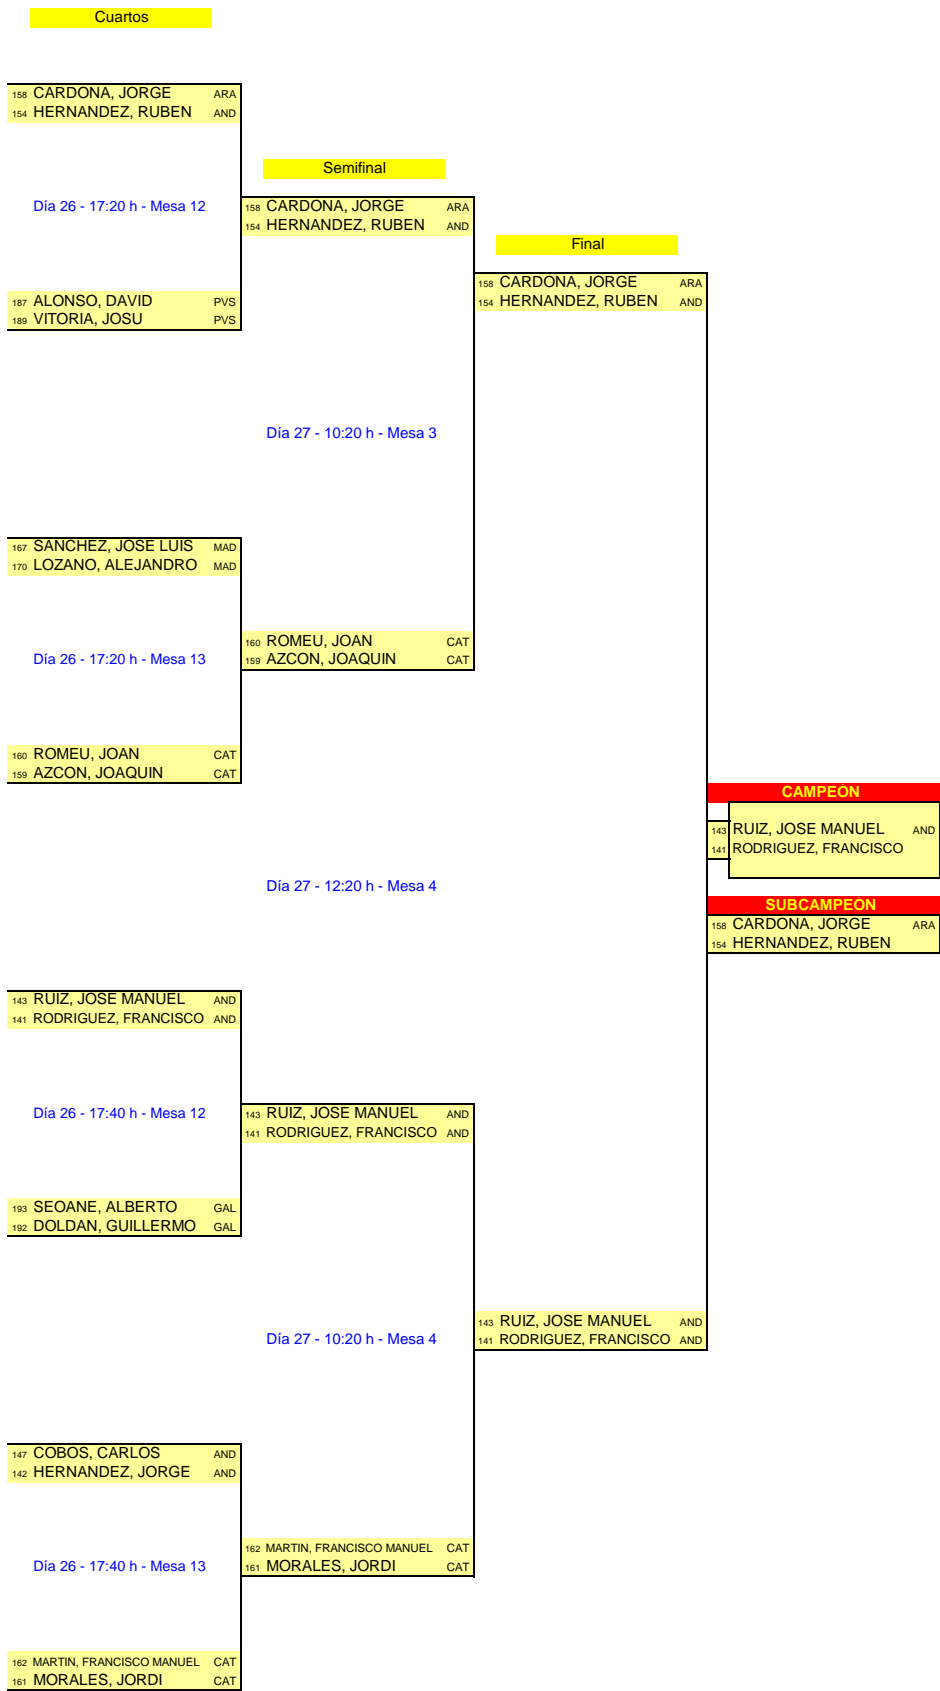 Cuartos
158 CARDONA, JORGE ARA
154 HERNANDEZ, RUBEN AND
Semifinal
Día 26 - 17:20 h - Mesa 12
158 CARDONA, JORGE ARA
154 HERNANDEZ, RUBEN AND
Final
158 CARDONA, JORGE ARA
154 HERNANDEZ, RUBEN AND
187 ALONSO, DAVID PVS
189 VITORIA, JOSU PVS
Día 27 - 10:20 h - Mesa 3
167 SANCHEZ, JOSE LUIS MAD
170 LOZANO, ALEJANDRO MAD
Día 26 - 17:20 h - Mesa 13
160 ROMEU, JOAN CAT
159 AZCON, JOAQUIN CAT
160 ROMEU, JOAN CAT
159 AZCON, JOAQUIN CAT
CAMPEÓN
143 RUIZ, JOSE MANUEL AND
141 RODRIGUEZ, FRANCISCO
Día 27 - 12:20 h - Mesa 4
SUBCAMPEÓN
158 CARDONA, JORGE ARA
154 HERNANDEZ, RUBEN
143 RUIZ, JOSE MANUEL AND
141 RODRIGUEZ, FRANCISCO AND
Día 26 - 17:40 h - Mesa 12
143 RUIZ, JOSE MANUEL AND
141 RODRIGUEZ, FRANCISCO AND
193 SEOANE, ALBERTO GAL
192 DOLDAN, GUILLERMO GAL
143 RUIZ, JOSE MANUEL AND
141 RODRIGUEZ, FRANCISCO AND
Día 27 - 10:20 h - Mesa 4
147 COBOS, CARLOS AND
142 HERNANDEZ, JORGE AND
162 MARTIN, FRANCISCO MANUEL CAT
161 MORALES, JORDI CAT
Día 26 - 17:40 h - Mesa 13
162 MARTIN, FRANCISCO MANUEL CAT
161 MORALES, JORDI CAT